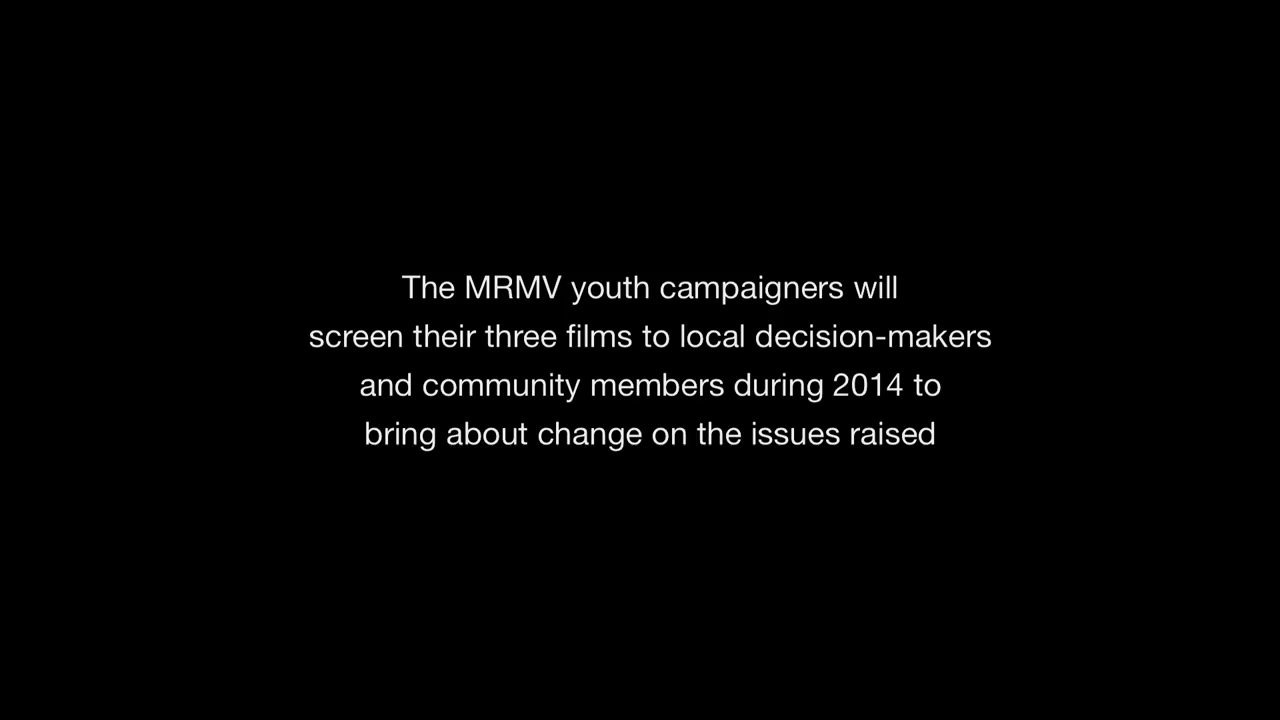 The MRMV youth campaigners will
screen their three films to local decision-makers
and community members during 2014 to
bring about change on the issues raised